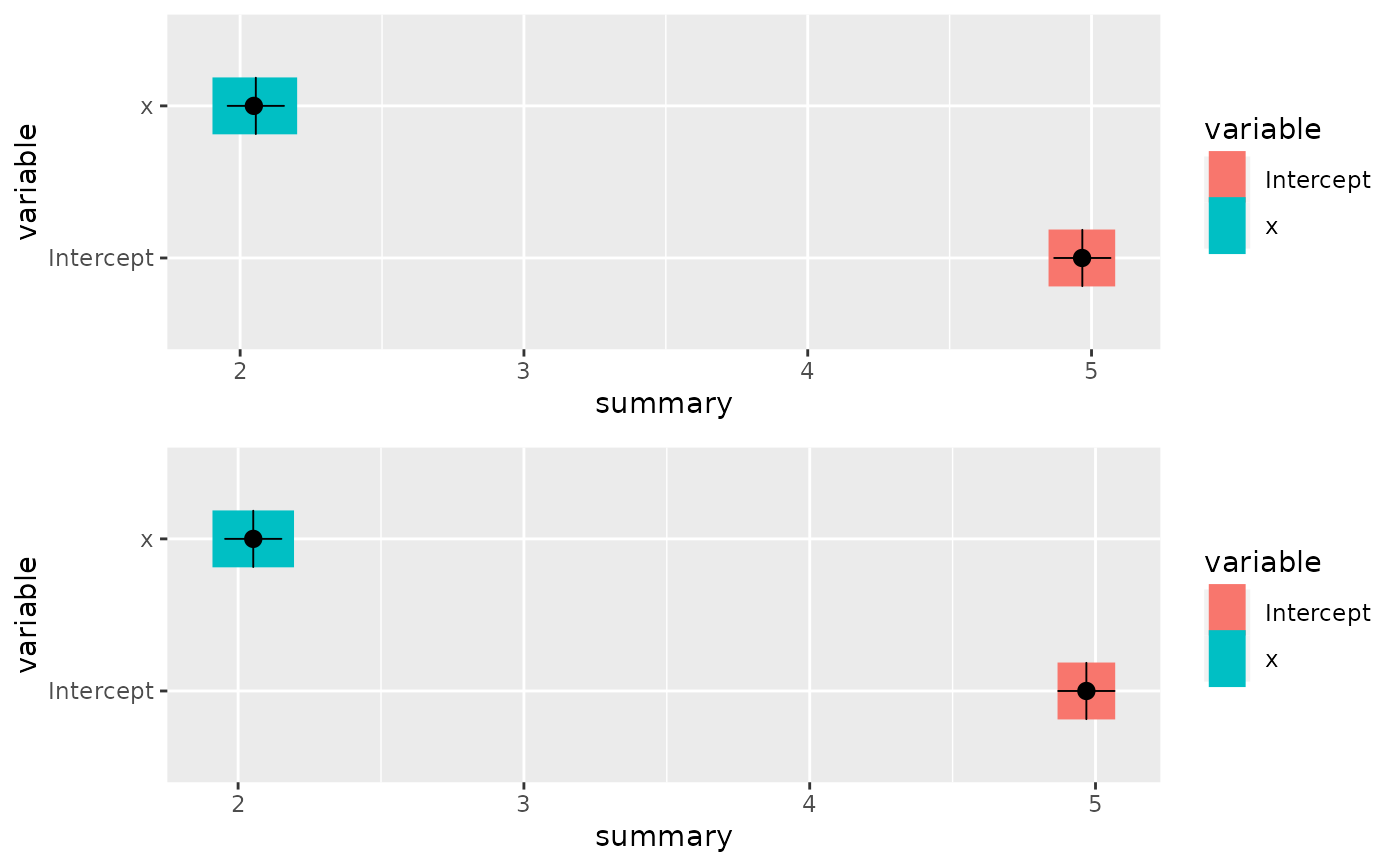 variable
x
Intercept
2 3 4 5
summary
variable
Intercept
x
variable
x
Intercept
2 3 4 5
summary
variable
Intercept
x